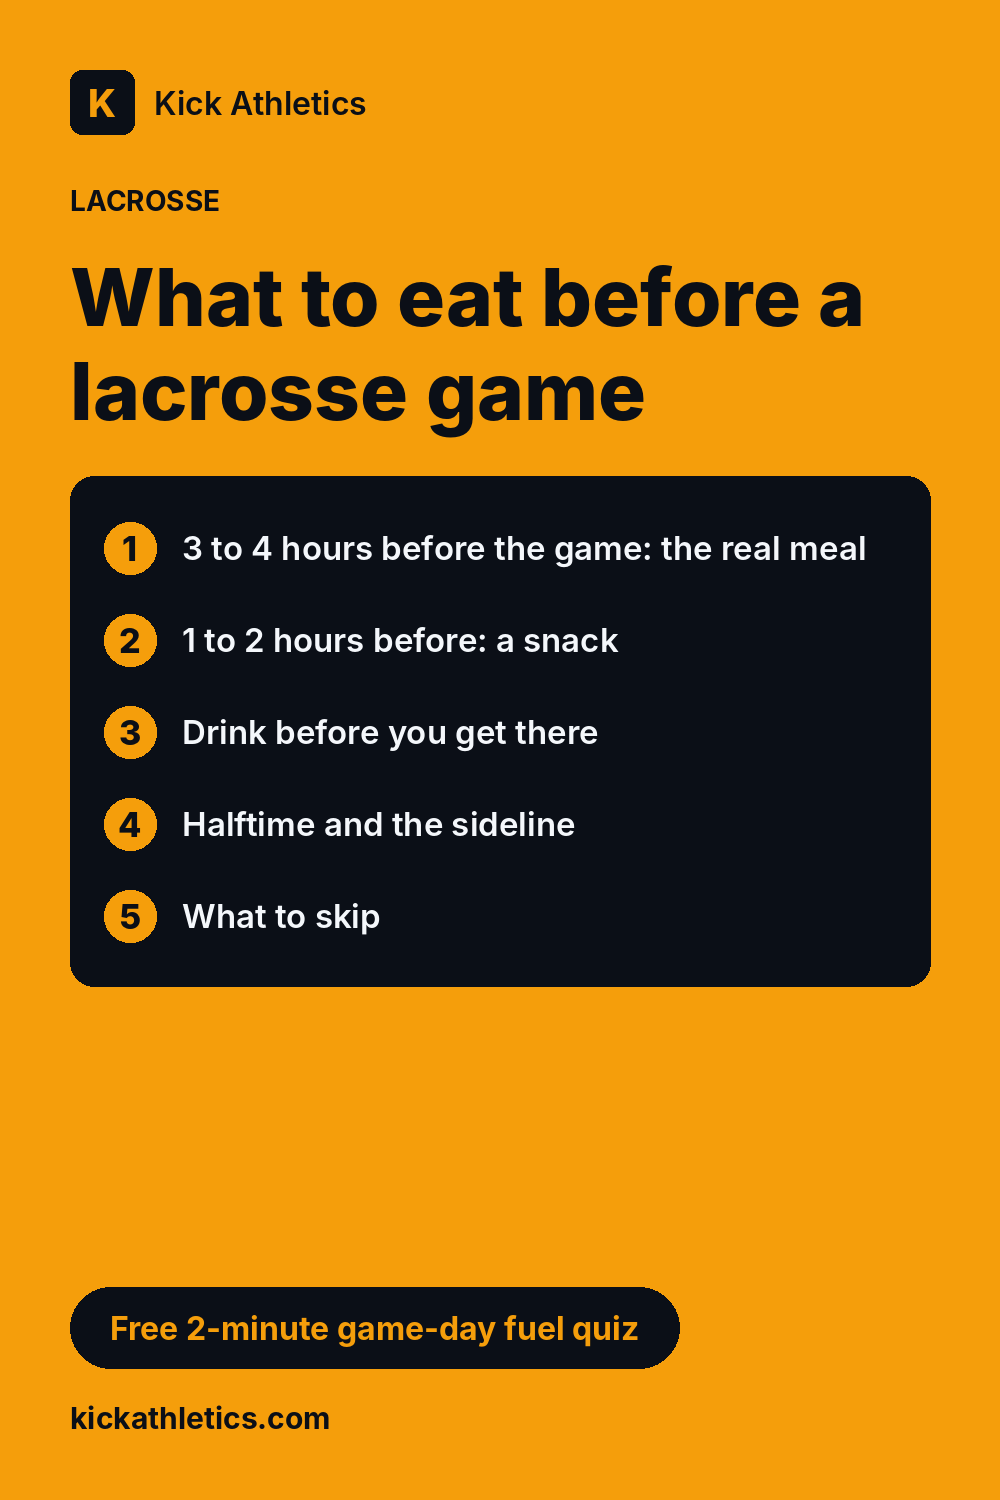 K
Kick Athletics
LACROSSE
What to eat before a
lacrosse game
1 3 to 4 hours before the game: the real meal
2 1 to 2 hours before: a snack
3 Drink before you get there
4 Halftime and the sideline
5 What to skip
Free 2-minute game-day fuel quiz
kickathletics.com